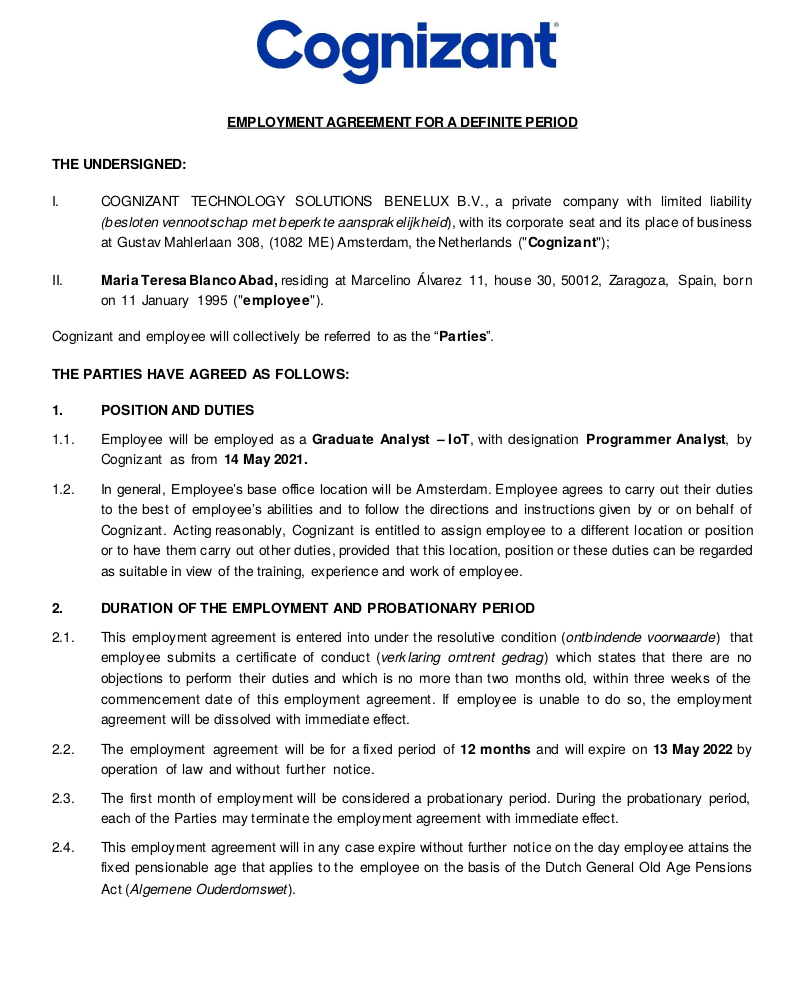 Cognizant®
EMPLOYMENT AGREEMENT FOR A DEFINITE PERIOD
THE UNDERSIGNED:
I. COGNIZANT TECHNOLOGY SOLUTIONS BENELUX B.V., a private company with limited liability
(besloten vennootschap met beperkte aansprakelijkheid), with its corporate seat and its place of business
at Gustav Mahlerlaan 308, (1082 ME) Amsterdam, the Netherlands ("Cognizant");
II. Maria Teresa Blanco Abad, residing at Marcelino Álvarez 11, house 30, 50012, Zaragoza, Spain, born
on 11 January 1995 ("employee").
Cognizant and employee will collectively be referred to as the “Parties”.
THE PARTIES HAVE AGREED AS FOLLOWS:
1. POSITION AND DUTIES
1.1. Employee will be employed as a Graduate Analyst – IoT, with designation Programmer Analyst, by
Cognizant as from 14 May 2021.
1.2. In general, Employee’s base office location will be Amsterdam. Employee agrees to carry out their duties
to the best of employee’s abilities and to follow the directions and instructions given by or on behalf of
Cognizant. Acting reasonably, Cognizant is entitled to assign employee to a different location or position
or to have them carry out other duties, provided that this location, position or these duties can be regarded
as suitable in view of the training, experience and work of employee.
2. DURATION OF THE EMPLOYMENT AND PROBATIONARY PERIOD
2.1. This employment agreement is entered into under the resolutive condition (ontbindende voorwaarde) that
employee submits a certificate of conduct (verklaring omtrent gedrag) which states that there are no
objections to perform their duties and which is no more than two months old, within three weeks of the
commencement date of this employment agreement. If employee is unable to do so, the employment
agreement will be dissolved with immediate effect.
2.2. The employment agreement will be for a fixed period of 12 months and will expire on 13 May 2022 by
operation of law and without further notice.
2.3. The first month of employment will be considered a probationary period. During the probationary period,
each of the Parties may terminate the employment agreement with immediate effect.
2.4. This employment agreement will in any case expire without further notice on the day employee attains the
fixed pensionable age that applies to the employee on the basis of the Dutch General Old Age Pensions
Act (Algemene Ouderdomswet).